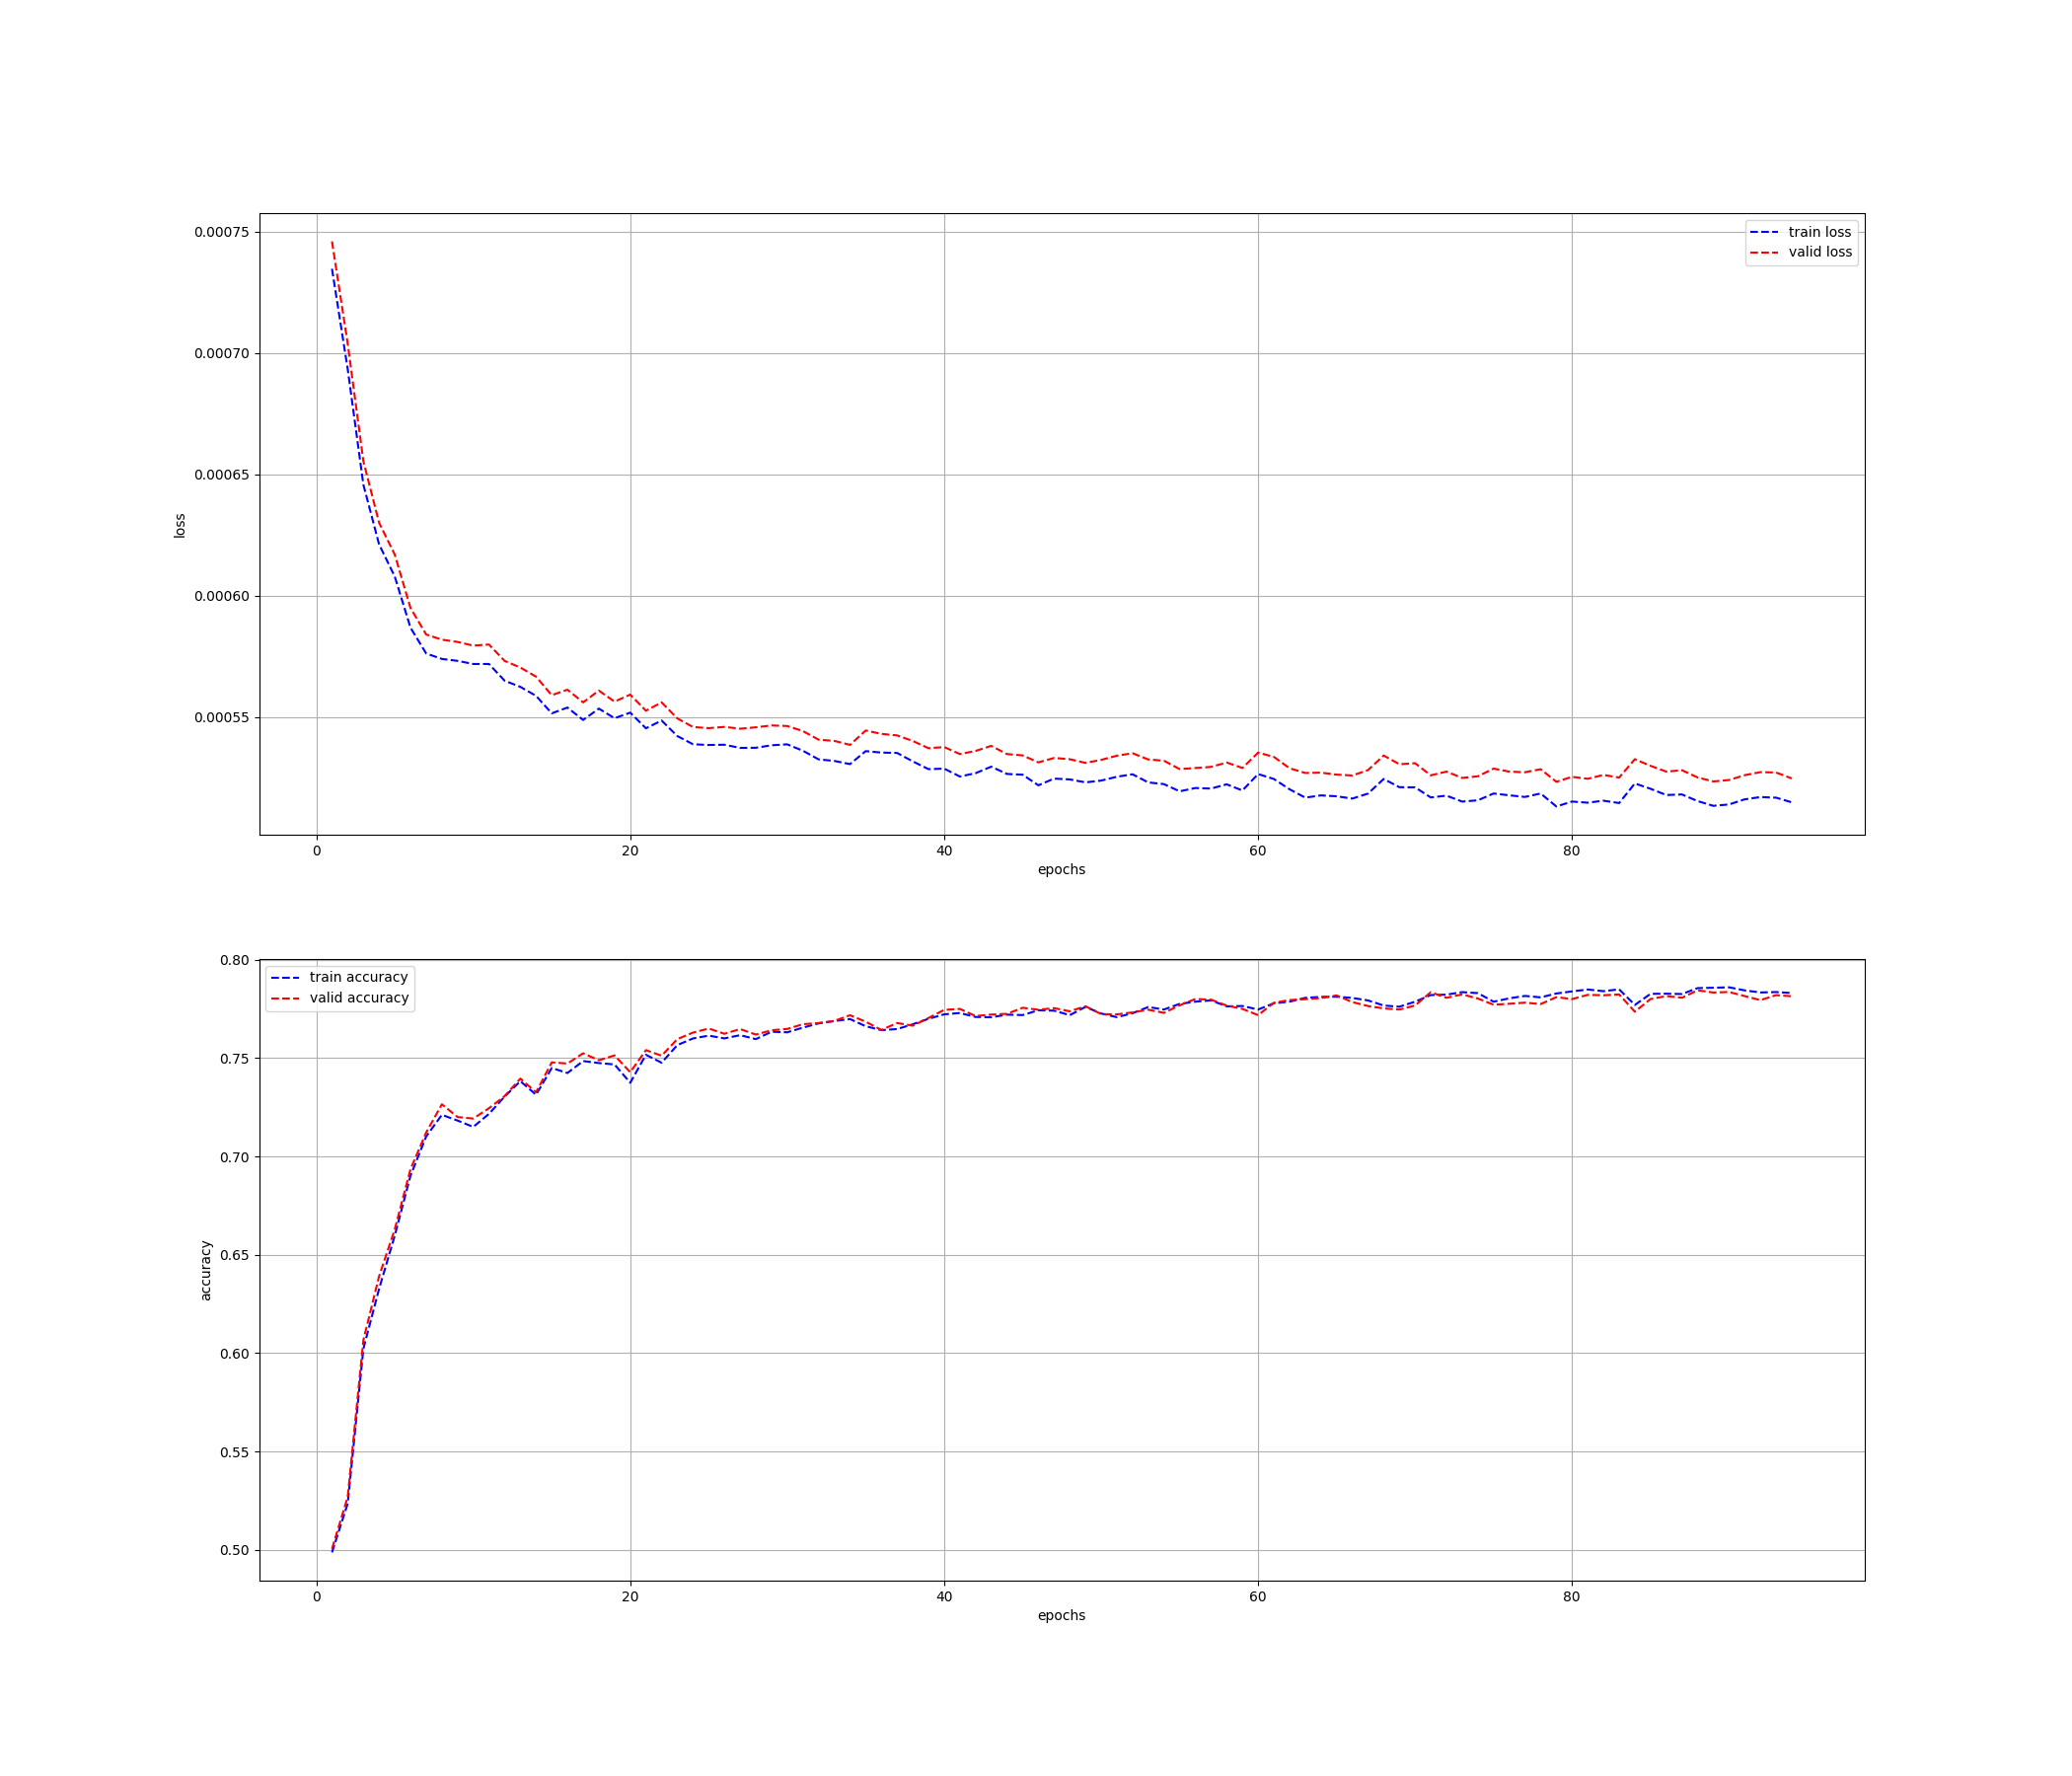 0.00075
0.00070
0.00065
0.00060
0.00055
loss
train loss
valid loss
0 20 40 60 80
epochs
0.80
0.75
0.70
0.65
0.60
0.55
0.50
accuracy
train accuracy
valid accuracy
0 20 40 60 80
epochs